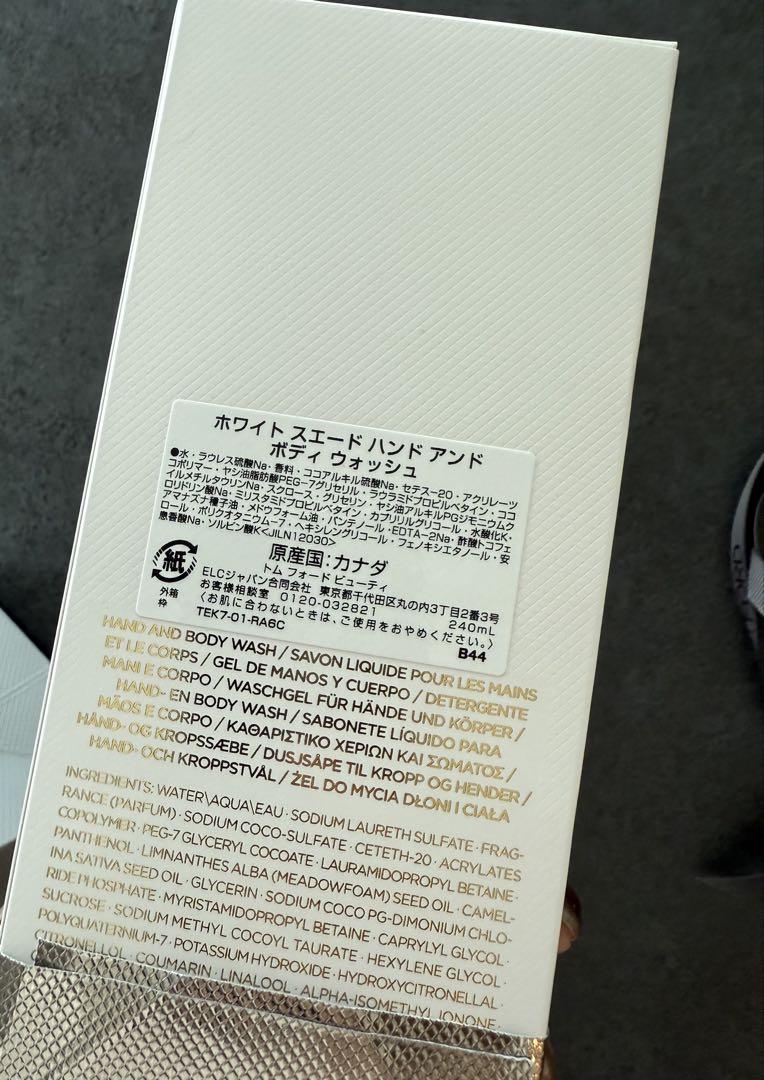 ホワイト スエード ハンド アンド
ボディ ウォッシュ
●水・ラウレス硫酸Na・香料・ココアルキル硫酸Na・セテス-20・アクリレーツ
コポリマー・ヤシ油脂肪酸PEG-7グリセリル・ラウラミドプロピルベタイン・ココ
イルメチルタウリンNa・スクロース・グリセリン・ヤシ油アルキルPGジモニウムク
ロリドリン酸Na・ミリスタミドプロピルベタイン・カプリリルグリコール・水酸化K・
アマナズナ種子油・メドウフォーム油・パンテノール・EDTA-2Na・酢酸トコフェ
ロール・ポリクオタニウム-7・ヘキシレングリコール・フェノキシエタノール・安
息香酸Na・ソルビン酸K<JILN12030>
原産国:カナダ
紙
外箱
枠
トム フォード ビューティ
ELCジャパン合同会社 東京都千代田区丸の内3丁目2番3号
お客様相談室 0120-032821 240mL
〈お肌に合わないときは、ご使用をおやめください。〉
TEK7-01-RA6C B44
HAND AND BODY WASH / SAVON LIQUIDE POUR LES MAINS
ET LE CORPS / GEL DE MANOS Y CUERPO / DETERGENTE
MANI E CORPO / WASCHGEL FÜR HÄNDE UND KÖRPER /
HAND- EN BODY WASH / SABONETE LÍQUIDO PARA
MÃOS E CORPO / ΚΑΘΑΡΙΣΤΙΚΟ ΧΕΡΙΩΝ ΚΑΙ ΣΩΜΑΤΟΣ /
HÅND- OG KROPSSÆBE / DUSJSÅPE TIL KROPP OG HENDER /
HAND- OCH KROPPSTVÅL / ŻEL DO MYCIA DŁONI I CIAŁA
INGREDIENTS: WATER\AQUA\EAU · SODIUM LAURETH SULFATE · FRAG-
RANCE (PARFUM) · SODIUM COCO-SULFATE · CETETH-20 · ACRYLATES
COPOLYMER · PEG-7 GLYCERYL COCOATE · LAURAMIDOPROPYL BETAINE ·
PANTHENOL · LIMNANTHES ALBA (MEADOWFOAM) SEED OIL · CAMEL-
INA SATIVA SEED OIL · GLYCERIN · SODIUM COCO PG-DIMONIUM CHLO-
RIDE PHOSPHATE · MYRISTAMIDOPROPYL BETAINE · CAPRYLYL GLYCOL ·
SUCROSE · SODIUM METHYL COCOYL TAURATE · HEXYLENE GLYCOL ·
POLYQUATERNIUM-7 · POTASSIUM HYDROXIDE · HYDROXYCITRONELLAL ·
CITRONELLOL · COUMARIN · LINALOOL · ALPHA-ISOMETHYL IONONE ·